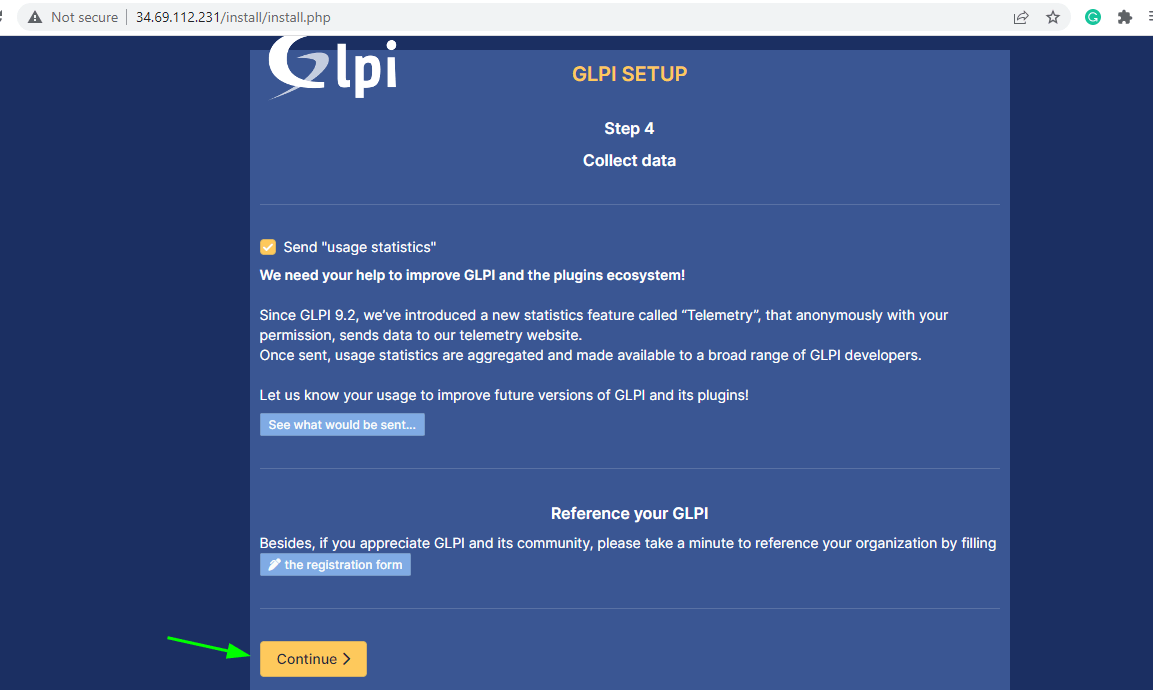 Not secure
34.69.112.231/install/install.php
G
Glpi
GLPI SETUP
Step 4
Collect data
Send "usage statistics"
We need your help to improve GLPI and the plugins ecosystem!
Since GLPI 9.2, we’ve introduced a new statistics feature called “Telemetry”, that anonymously with your
permission, sends data to our telemetry website.
Once sent, usage statistics are aggregated and made available to a broad range of GLPI developers.
Let us know your usage to improve future versions of GLPI and its plugins!
See what would be sent...
Reference your GLPI
Besides, if you appreciate GLPI and its community, please take a minute to reference your organization by filling
the registration form
Continue